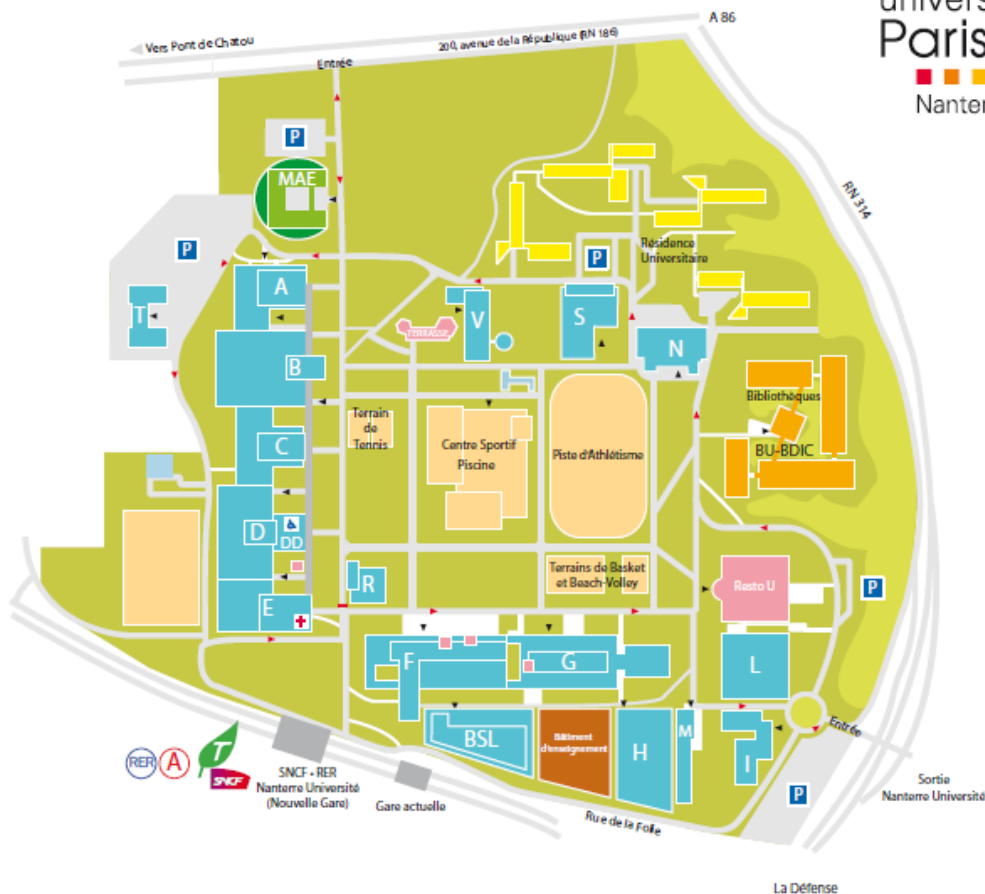 univers
Paris
Nanter
A 86
Vers Pont de Chatou
200, avenue de la République (RN 186)
Entrée
P
MAE
RN 314
P
Résidence
Universitaire
P
A
T
V
S
TERRASSE
N
B
Bibliothèques
Terrain
de
Tennis
Centre Sportif
Piscine
Piste d'Athlétisme
BU-BDIC
C
D
DD
R
Terrains de Basket
et Beach-Volley
Resto U
P
E
F
G
L
BSL
Bâtiment
d'enseignement
H
M
I
Entrée
RER
A
T
SNCF
SNCF - RER
Nanterre Université
(Nouvelle Gare)
Gare actuelle
P
Sortie
Nanterre Université
Rue de la Folie
La Défense